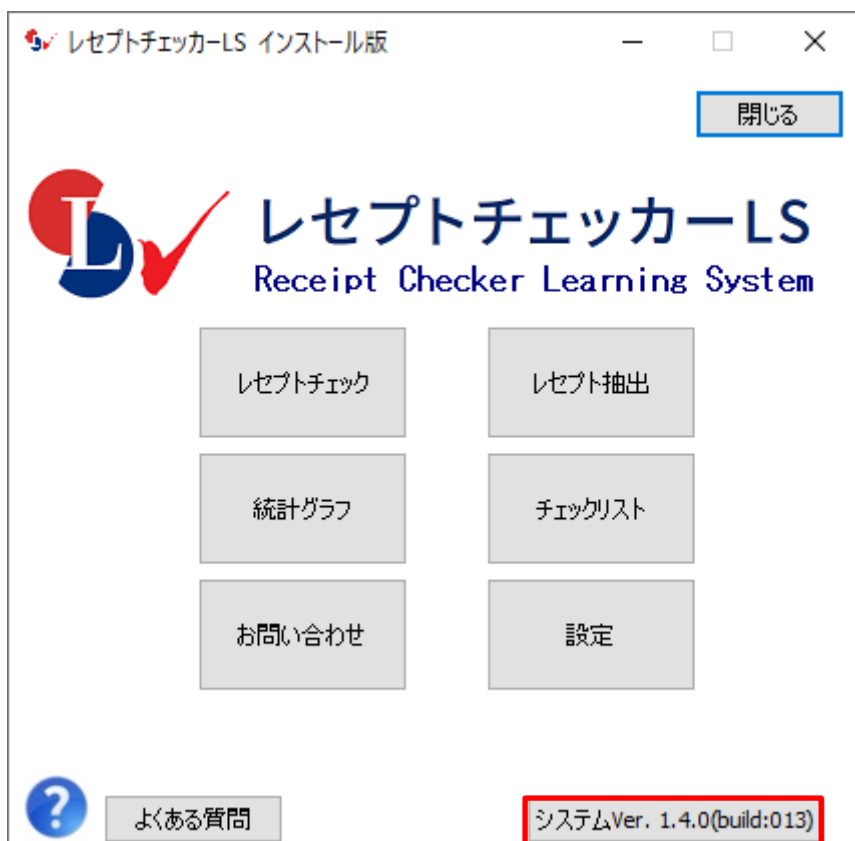 レセプトチェッカーLS インストール版
閉じる
L
レセプトチェッカーLS
Receipt Checker Learning System
レセプトチェック
レセプト抽出
統計グラフ
チェックリスト
お問い合わせ
設定
?
よくある質問
システムVer. 1.4.0(build:013)